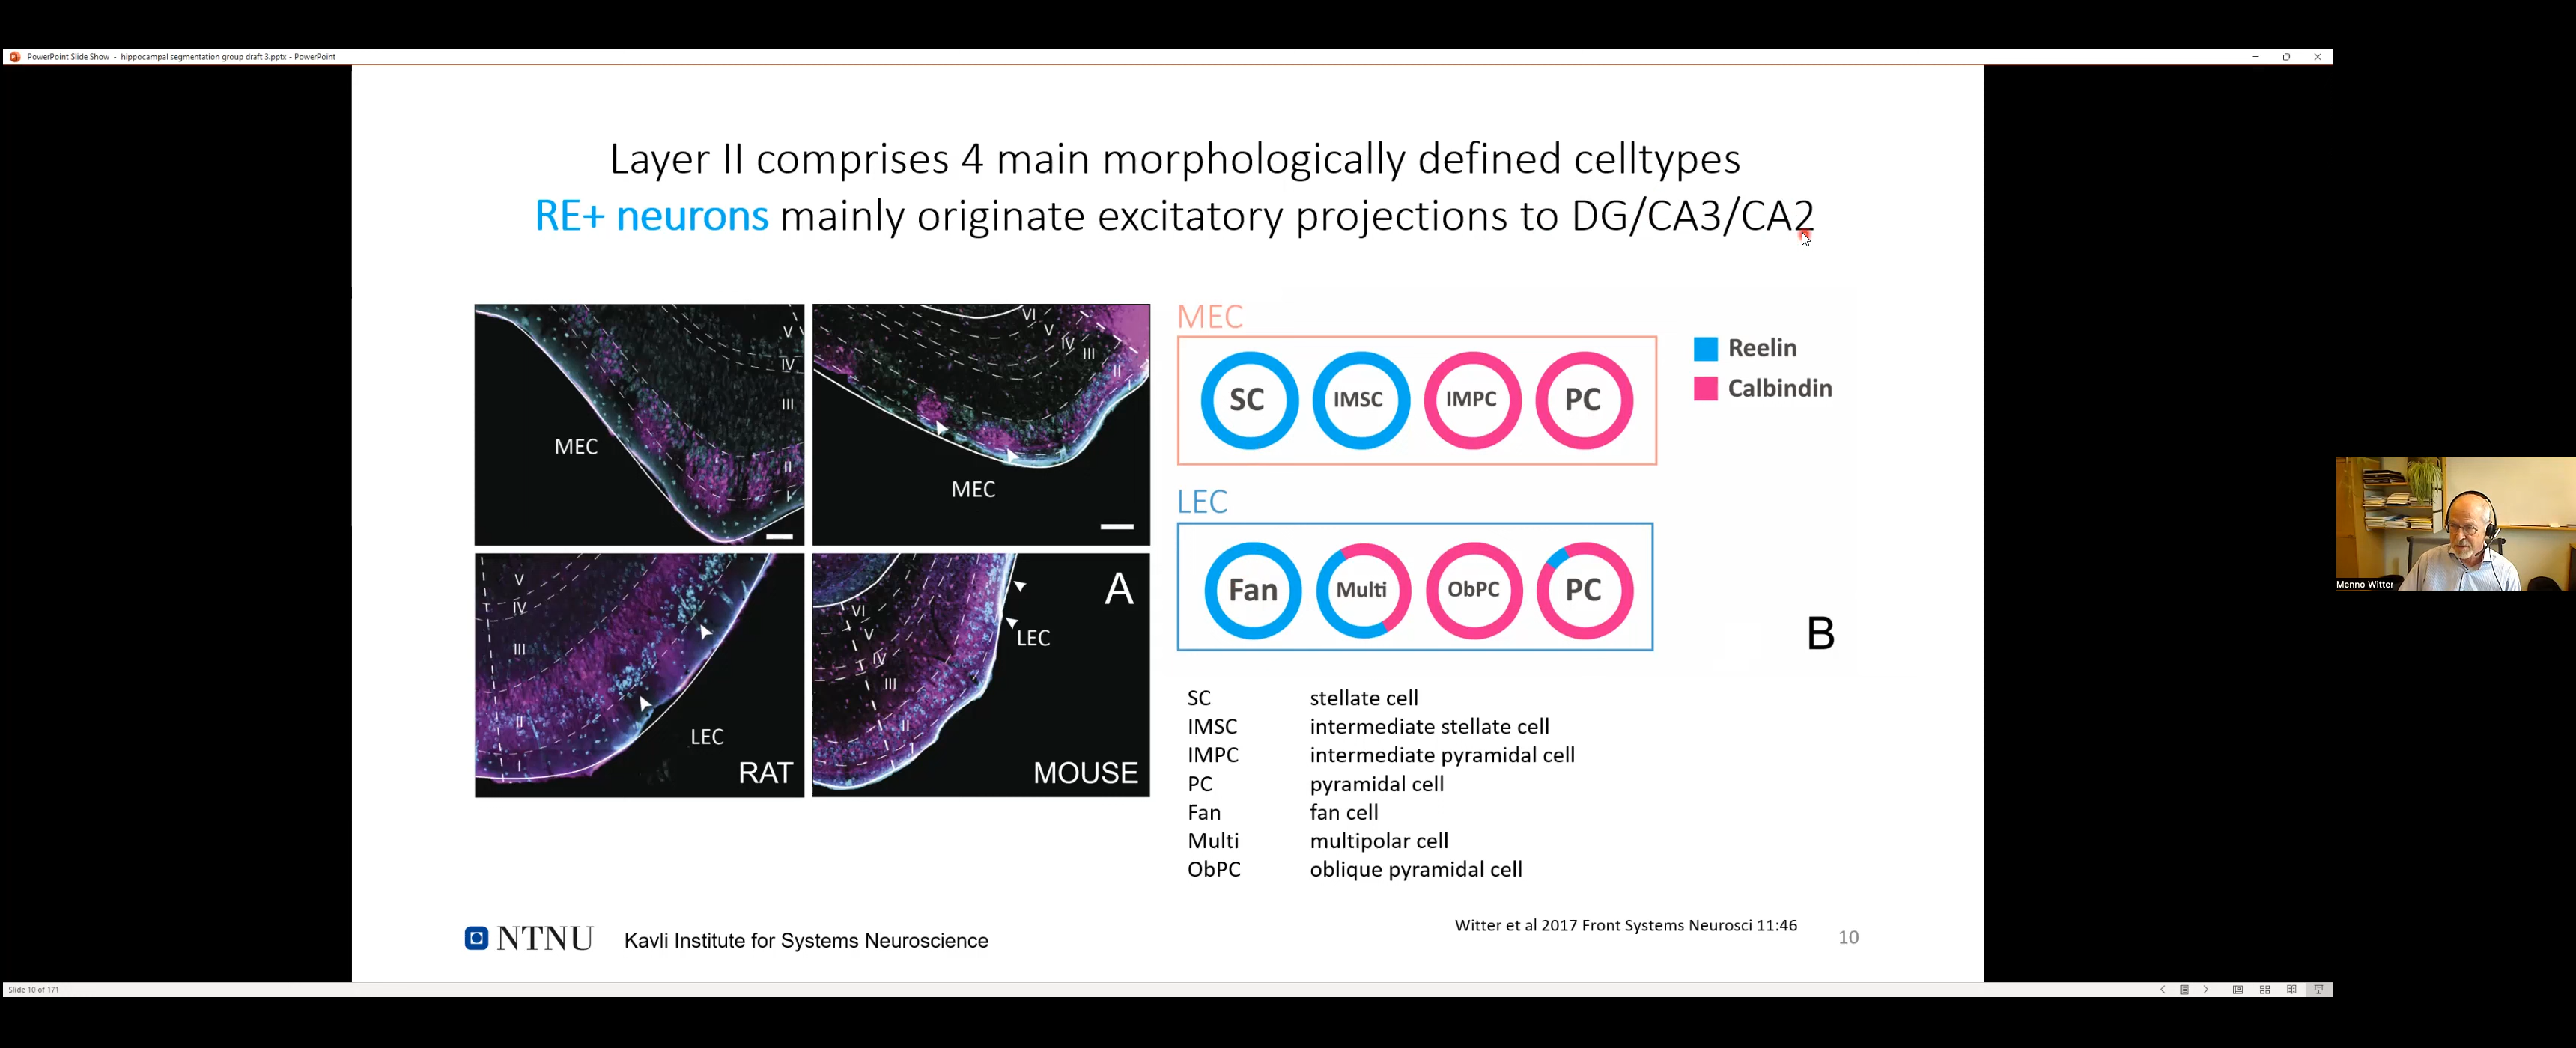 PowerPoint Slide Show - hippocampal segmentation group draft 3.pptx - PowerPoint
Layer II comprises 4 main morphologically defined celltypes
RE+ neurons mainly originate excitatory projections to DG/CA3/CA2
V
IV
III
II
I
MEC
VI
V
IV
III
II
I
MEC
V
IV
III
II
I
LEC
RAT
A
VI
V
IV
III
II
I
LEC
MOUSE
MEC
SC IMSC IMPC PC
Reelin
Calbindin
LEC
Fan Multi ObPC PC
B
SC stellate cell
IMSC intermediate stellate cell
IMPC intermediate pyramidal cell
PC pyramidal cell
Fan fan cell
Multi multipolar cell
ObPC oblique pyramidal cell
Menno Witter
NTNU Kavli Institute for Systems Neuroscience
Witter et al 2017 Front Systems Neurosci 11:46
10
Slide 10 of 171